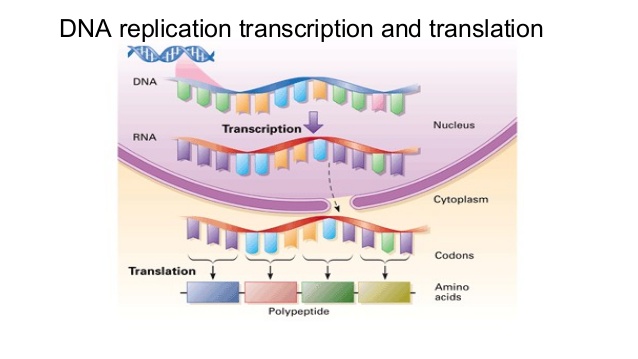 DNA replication transcription and translation
DNA
Transcription
Nucleus
RNA
Cytoplasm
Codons
Translation
Amino
acids
Polypeptide